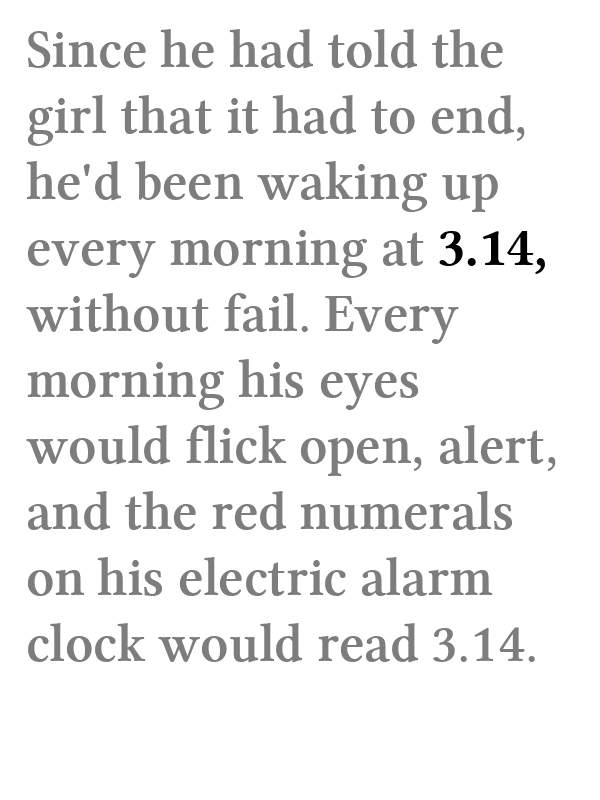 Since he had told the
girl that it had to end,
he'd been waking up
every morning at 3.14,
without fail. Every
morning his eyes
would flick open, alert,
and the red numerals
on his electric alarm
clock would read 3.14.